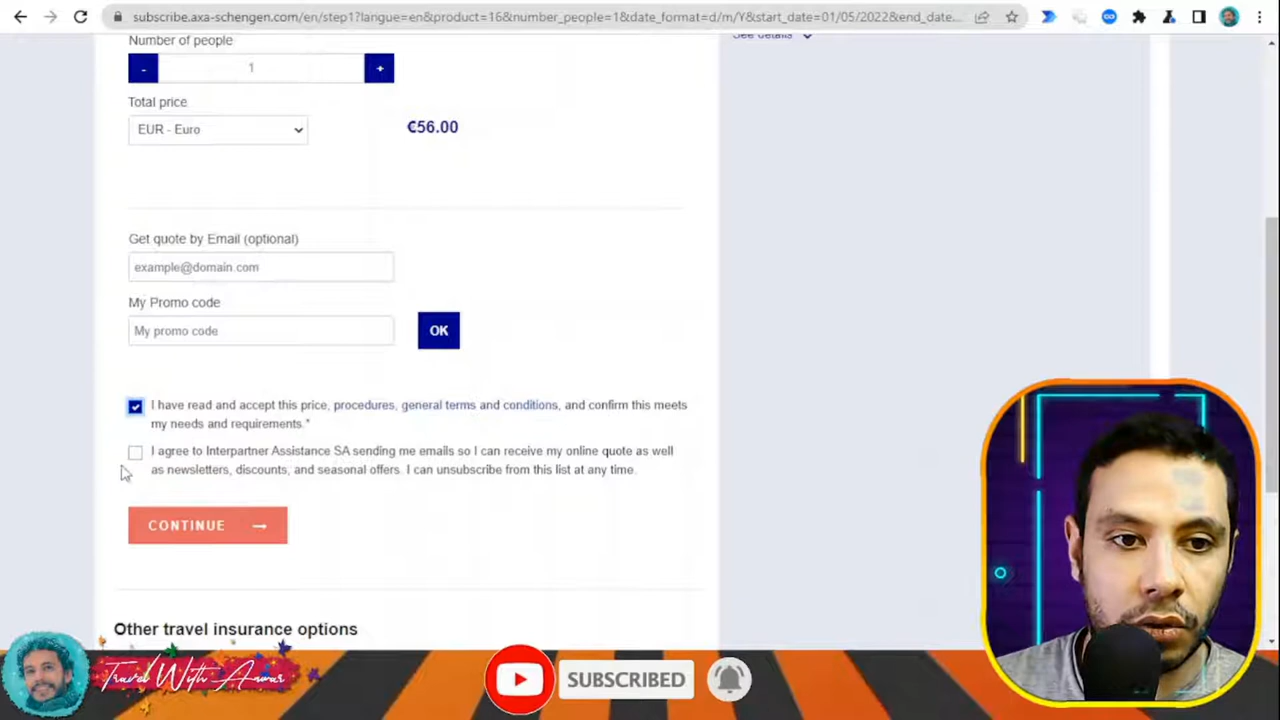 subscribe.axa-schengen.com/en/step1?langue=en&product=16&number_people=1&date_format=d/m/Y&start_date=01/05/2022&end_date...
Number of people
See details
-
1
+
Total price
EUR - Euro
€56.00
Get quote by Email (optional)
example@domain.com
My Promo code
My promo code
OK
I have read and accept this price, procedures, general terms and conditions, and confirm this meets
my needs and requirements.*
I agree to Interpartner Assistance SA sending me emails so I can receive my online quote as well
as newsletters, discounts, and seasonal offers. I can unsubscribe from this list at any time.
CONTINUE →
Other travel insurance options
Travel With Anwar
SUBSCRIBED